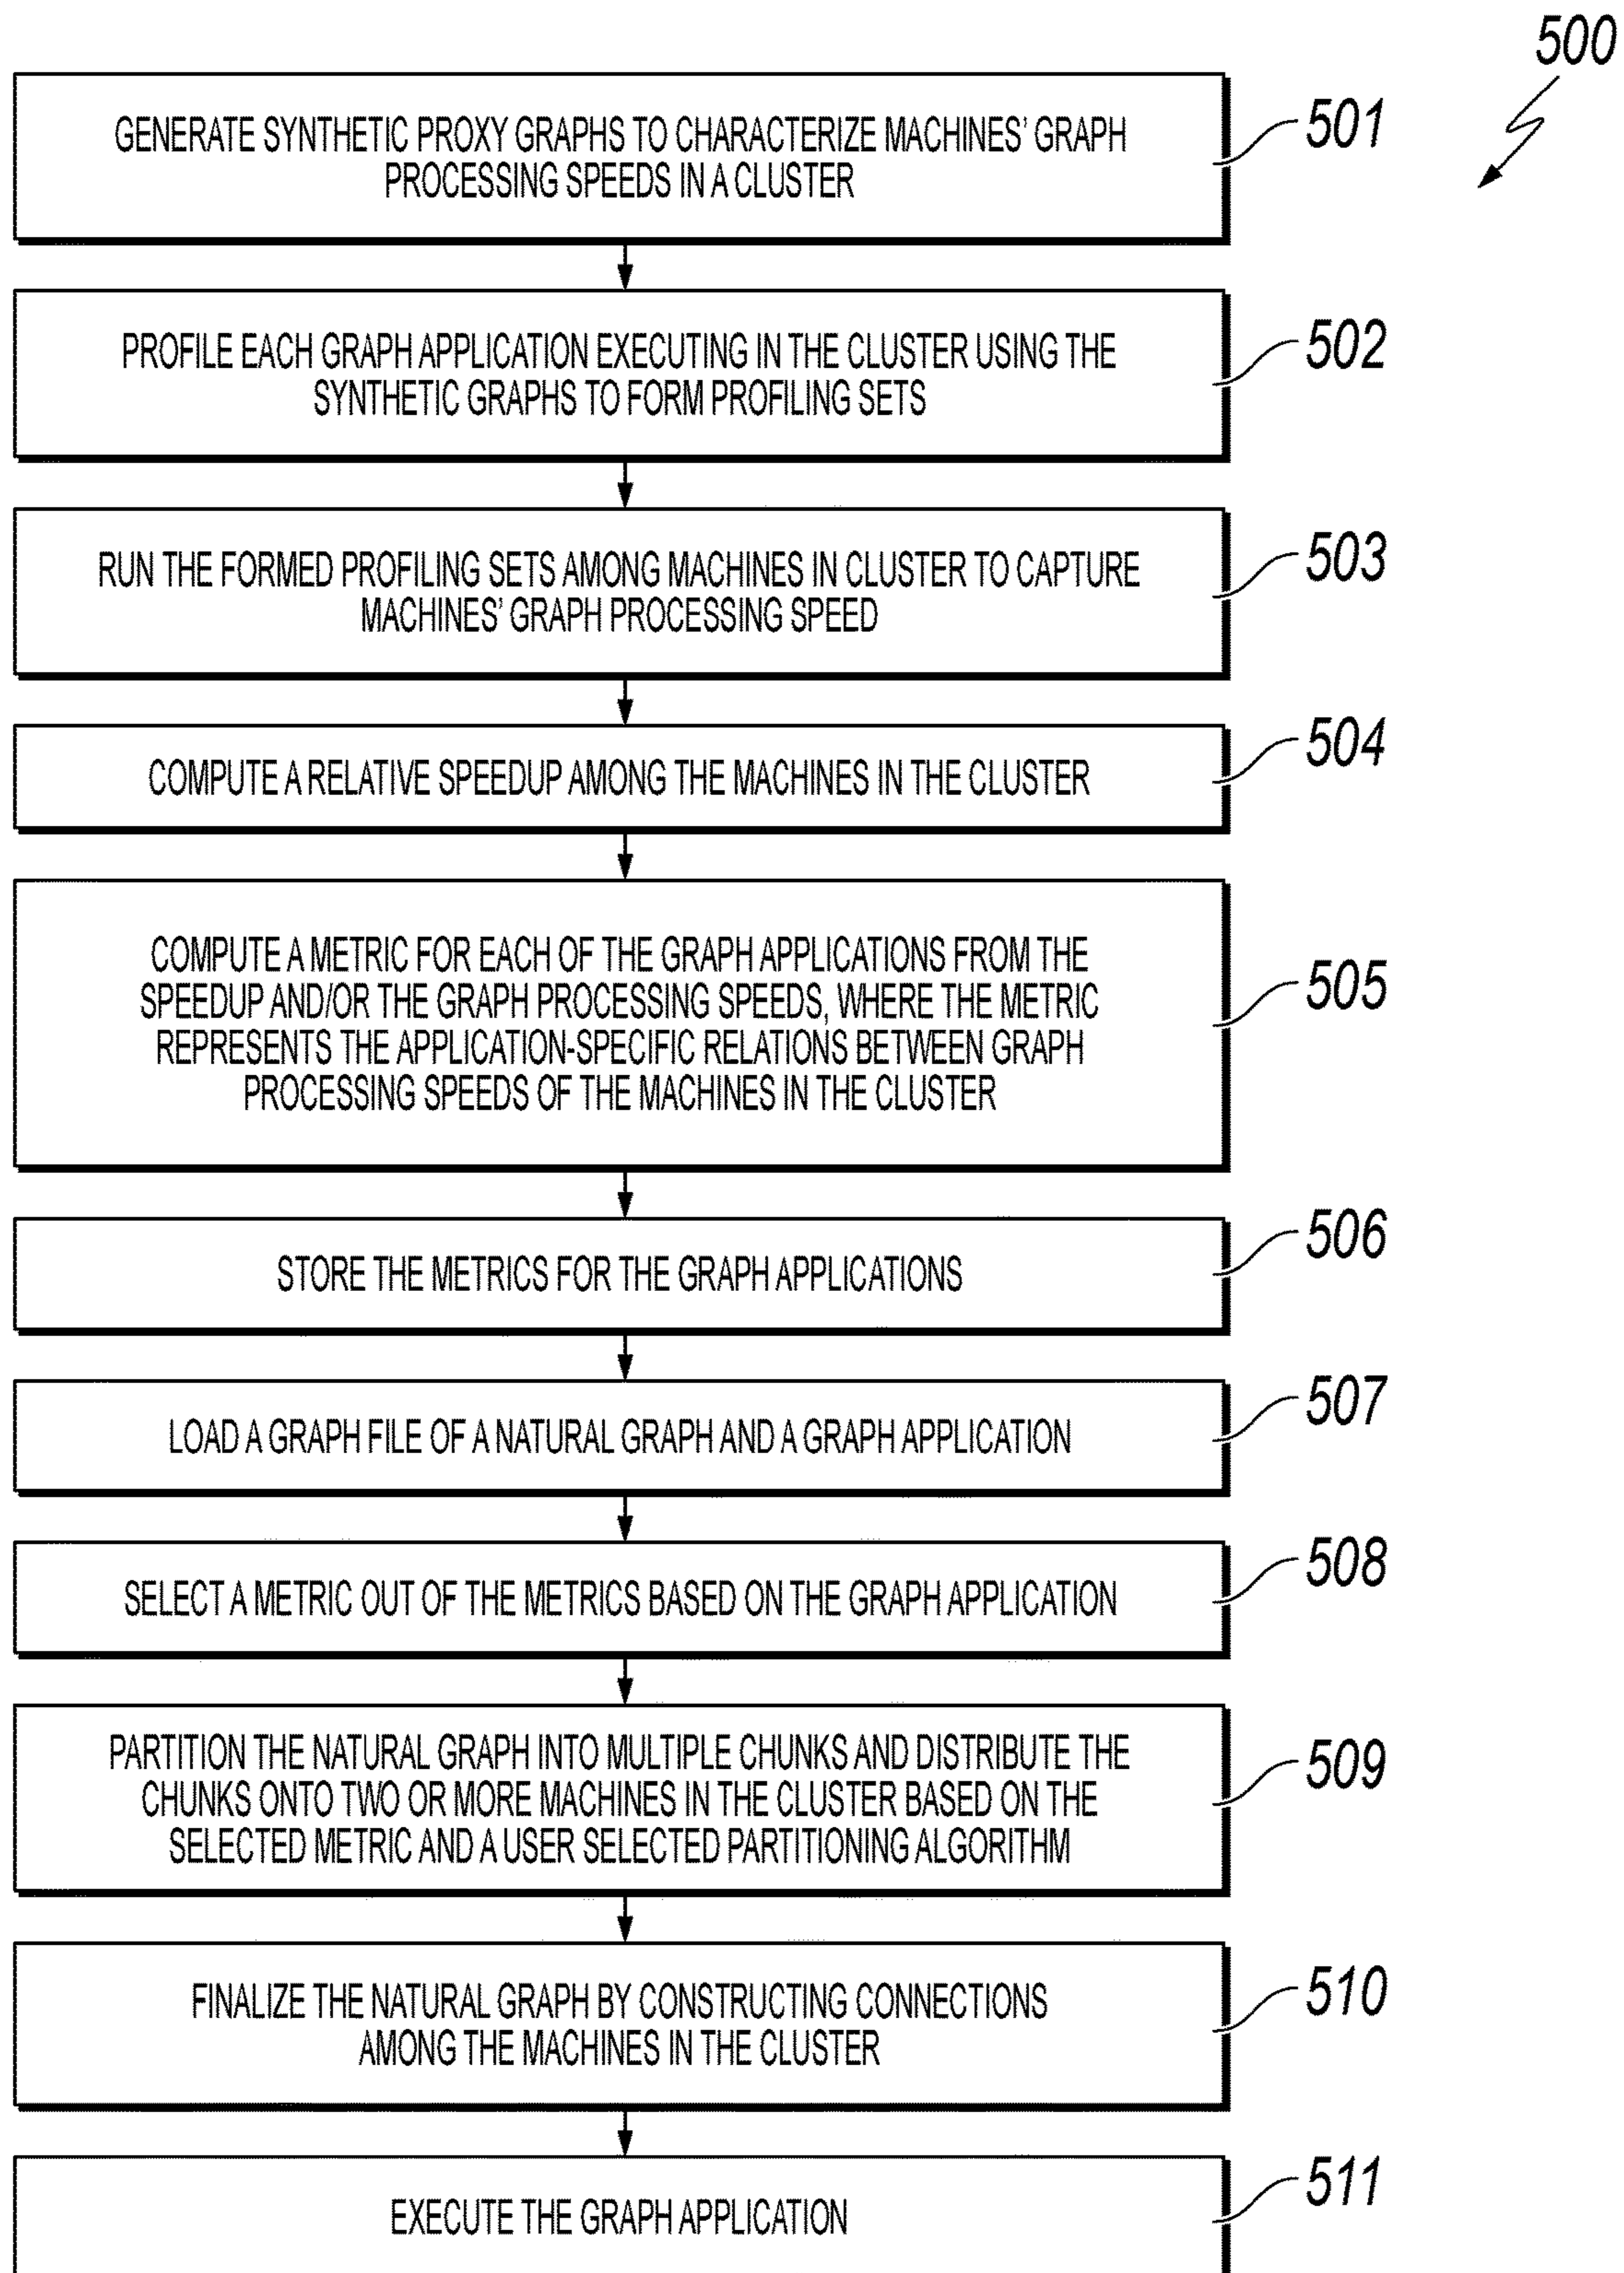 500
GENERATE SYNTHETIC PROXY GRAPHS TO CHARACTERIZE MACHINES' GRAPH
PROCESSING SPEEDS IN A CLUSTER
501
PROFILE EACH GRAPH APPLICATION EXECUTING IN THE CLUSTER USING THE
SYNTHETIC GRAPHS TO FORM PROFILING SETS
502
RUN THE FORMED PROFILING SETS AMONG MACHINES IN CLUSTER TO CAPTURE
MACHINES' GRAPH PROCESSING SPEED
503
COMPUTE A RELATIVE SPEEDUP AMONG THE MACHINES IN THE CLUSTER
504
COMPUTE A METRIC FOR EACH OF THE GRAPH APPLICATIONS FROM THE
SPEEDUP AND/OR THE GRAPH PROCESSING SPEEDS, WHERE THE METRIC
REPRESENTS THE APPLICATION-SPECIFIC RELATIONS BETWEEN GRAPH
PROCESSING SPEEDS OF THE MACHINES IN THE CLUSTER
505
STORE THE METRICS FOR THE GRAPH APPLICATIONS
506
LOAD A GRAPH FILE OF A NATURAL GRAPH AND A GRAPH APPLICATION
507
SELECT A METRIC OUT OF THE METRICS BASED ON THE GRAPH APPLICATION
508
PARTITION THE NATURAL GRAPH INTO MULTIPLE CHUNKS AND DISTRIBUTE THE
CHUNKS ONTO TWO OR MORE MACHINES IN THE CLUSTER BASED ON THE
SELECTED METRIC AND A USER SELECTED PARTITIONING ALGORITHM
509
FINALIZE THE NATURAL GRAPH BY CONSTRUCTING CONNECTIONS
AMONG THE MACHINES IN THE CLUSTER
510
EXECUTE THE GRAPH APPLICATION
511